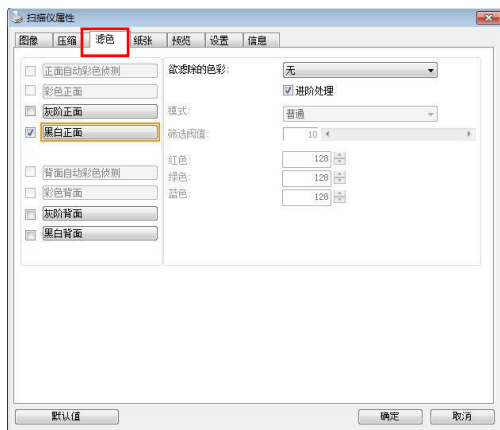 扫描仪属性
图像 压缩 滤色 纸张 预览 设置 信息
正面自动彩色侦测
彩色正面
灰阶正面
黑白正面
背面自动彩色侦测
彩色背面
灰阶背面
黑白背面
欲滤除的色彩: 无
进阶处理
模式: 普通
筛选阀值: 10
红色: 128
绿色: 128
蓝色: 128
默认值 确定 取消